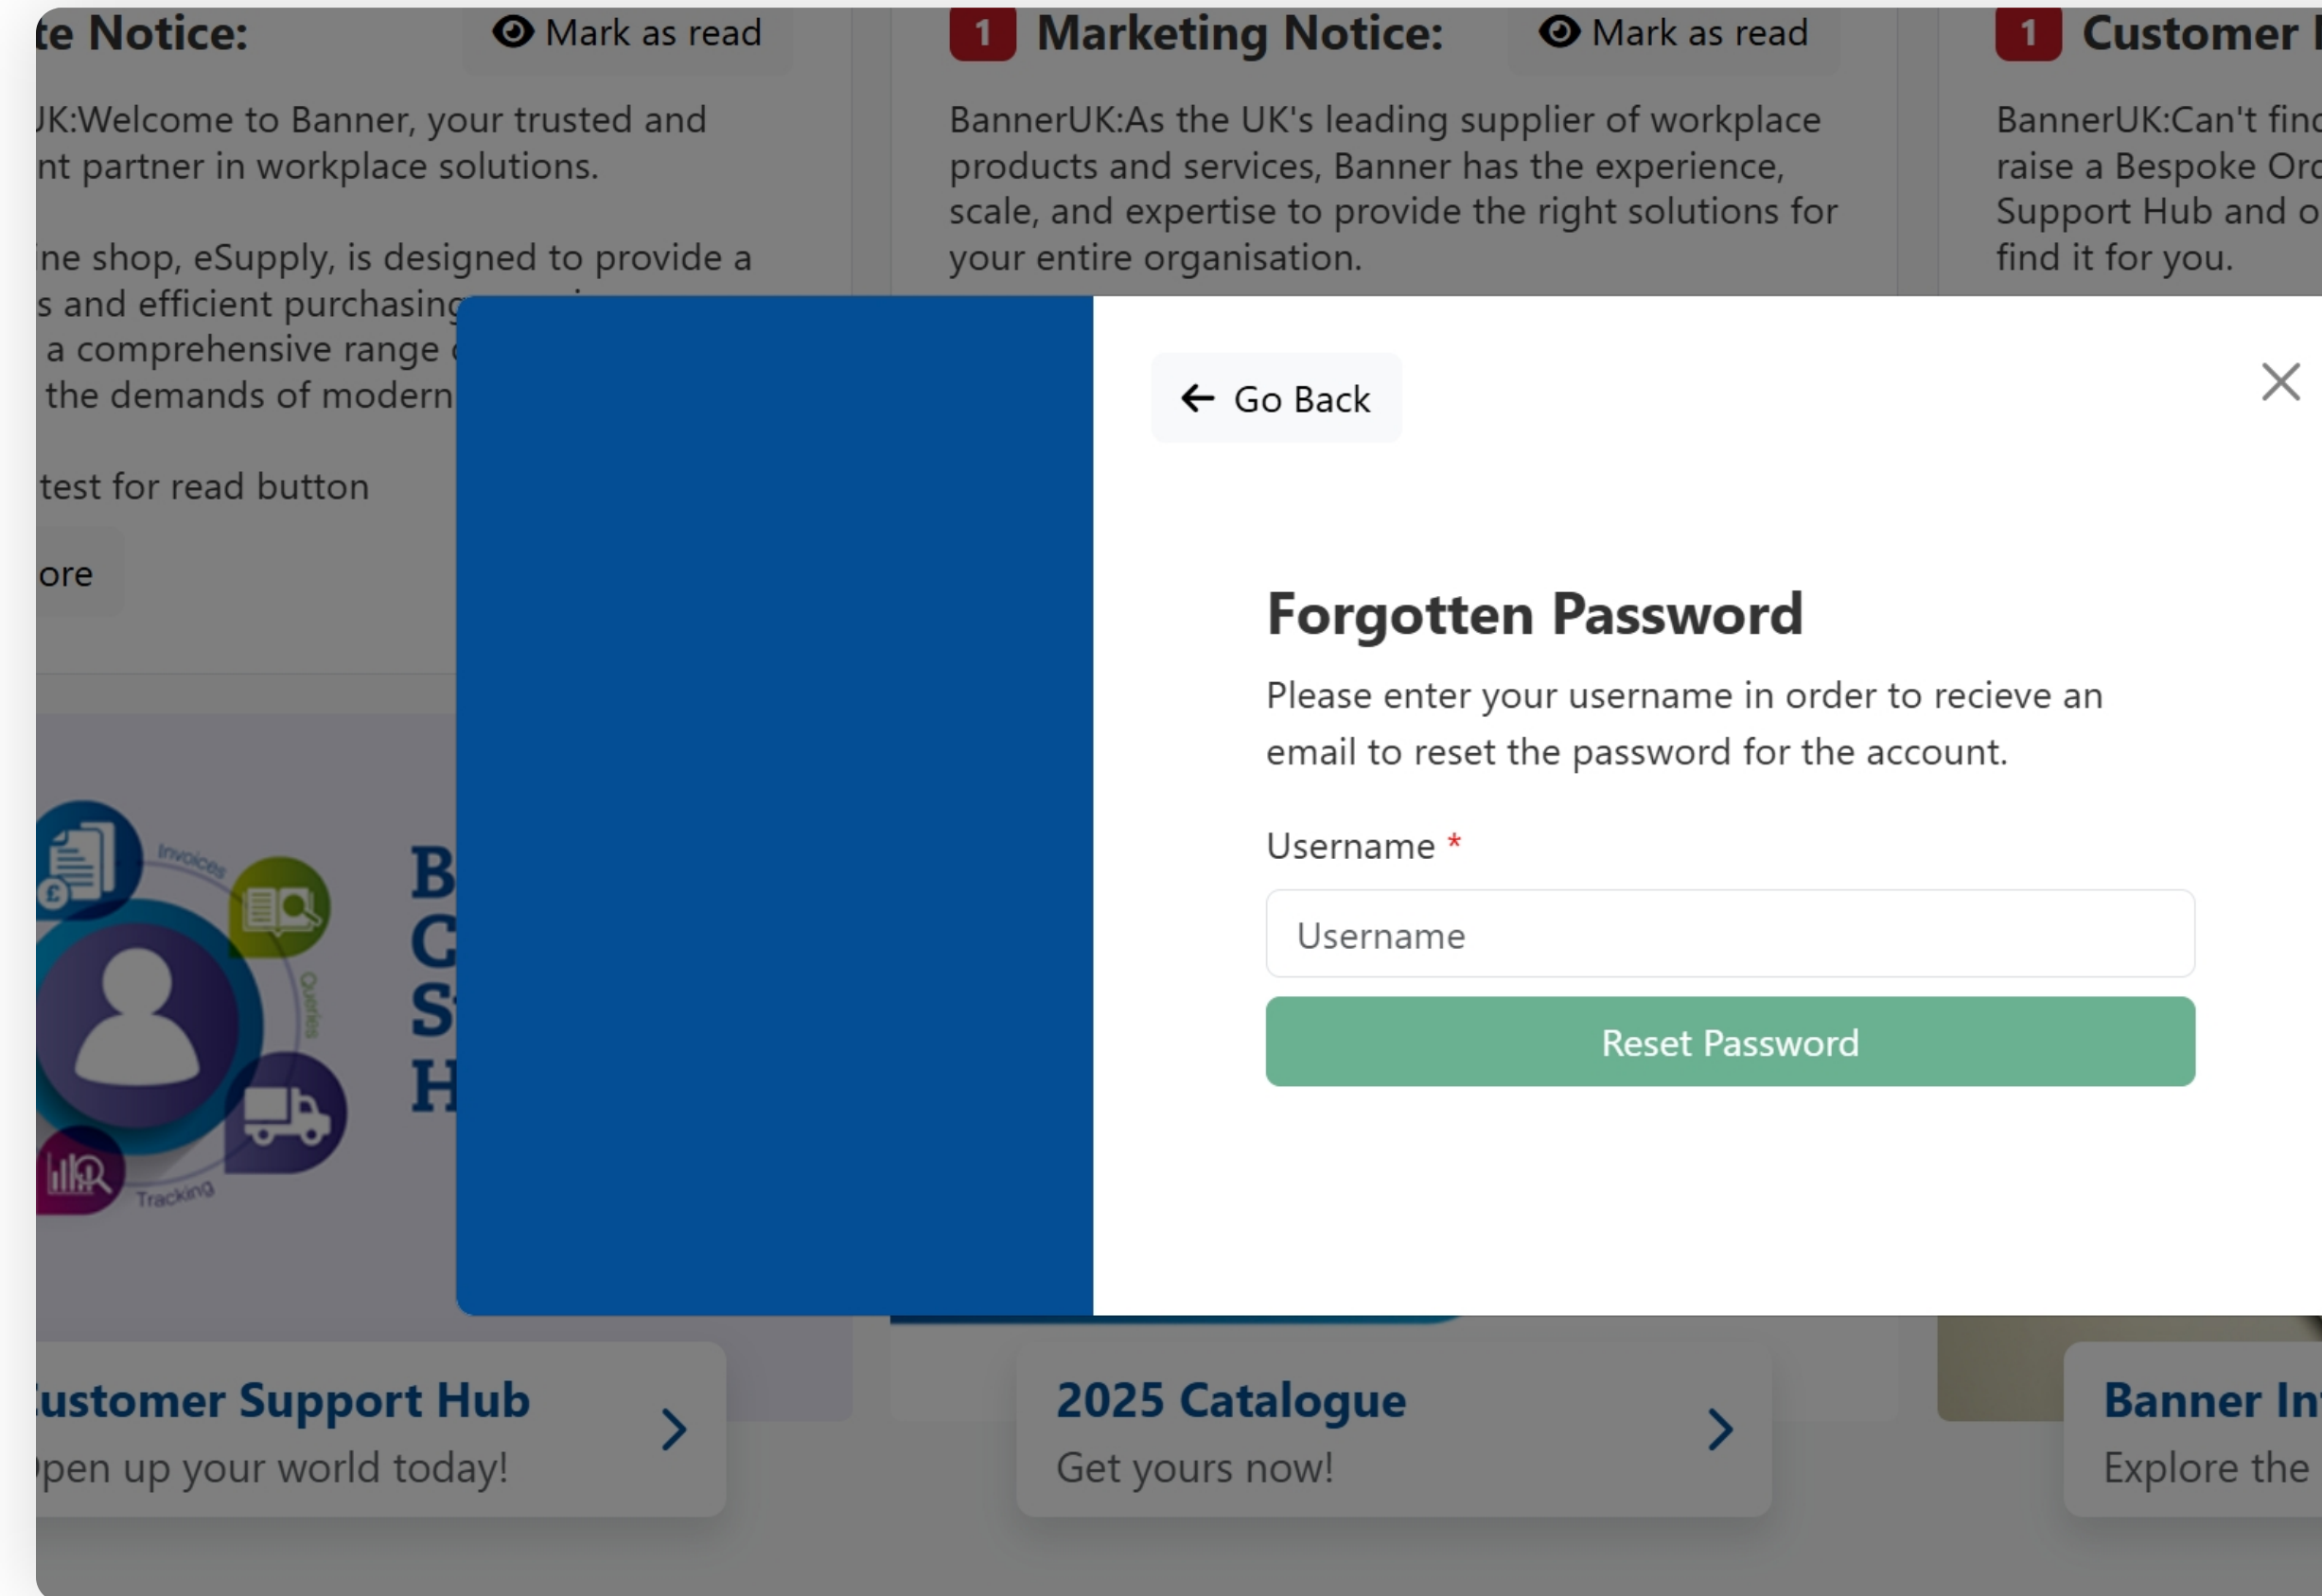 te Notice:
Mark as read
UK:Welcome to Banner, your trusted and
nt partner in workplace solutions.
ine shop, eSupply, is designed to provide a
s and efficient purchasing
a comprehensive range
the demands of modern
test for read button
ore
1 Marketing Notice:
Mark as read
BannerUK:As the UK's leading supplier of workplace
products and services, Banner has the experience,
scale, and expertise to provide the right solutions for
your entire organisation.
1 Customer
BannerUK:Can't find
raise a Bespoke Ord
Support Hub and o
find it for you.
Go Back
Forgotten Password
Please enter your username in order to recieve an
email to reset the password for the account.
Username *
Username
Reset Password
Invoices
Queries
Tracking
B
C
S
H
Customer Support Hub
Open up your world today!
2025 Catalogue
Get yours now!
Banner In
Explore the